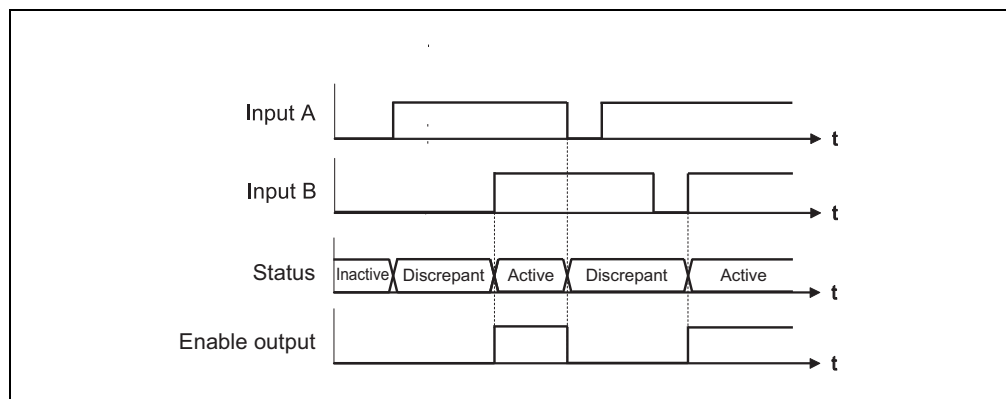 Input A
t
Input B
t
Status
Inactive Discrepant Active Discrepant Active
t
Enable output
t